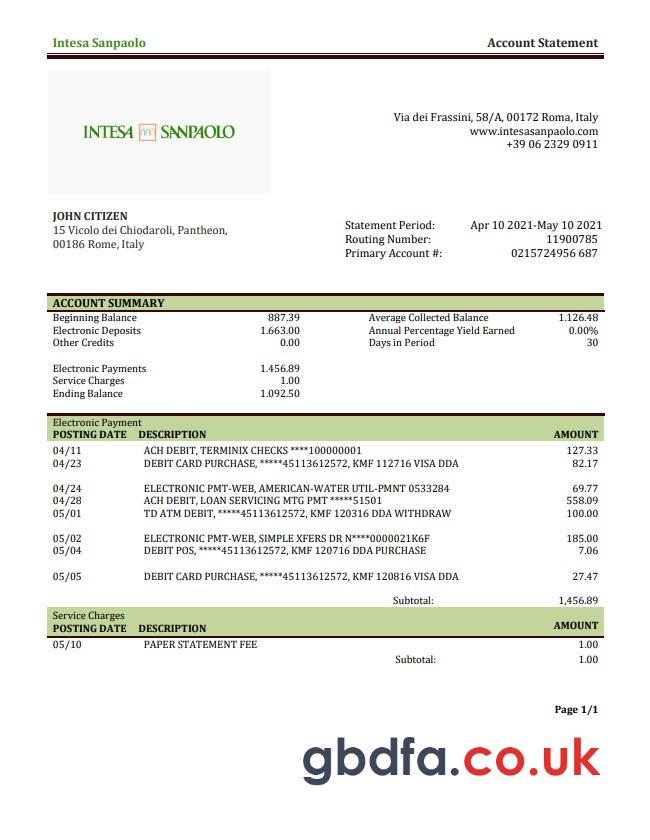 Intesa Sanpaolo Account Statement
INTESA SANPAOLO
Via dei Frassini, 58/A, 00172 Roma, Italy
www.intesasanpaolo.com
+39 06 2329 0911
JOHN CITIZEN
15 Vicolo dei Chiodaroli, Pantheon,
00186 Rome, Italy
Statement Period: Apr 10 2021-May 10 2021
Routing Number: 11900785
Primary Account #: 0215724956 687
ACCOUNT SUMMARY
Beginning Balance 887.39 Average Collected Balance 1.126.48
Electronic Deposits 1.663.00 Annual Percentage Yield Earned 0.00%
Other Credits 0.00 Days in Period 30
Electronic Payments 1.456.89
Service Charges 1.00
Ending Balance 1.092.50
Electronic Payment
POSTING DATE DESCRIPTION AMOUNT
04/11 ACH DEBIT, TERMINIX CHECKS ****100000001 127.33
04/23 DEBIT CARD PURCHASE, *****45113612572, KMF 112716 VISA DDA 82.17
04/24 ELECTRONIC PMT-WEB, AMERICAN-WATER UTIL-PMNT 0533284 69.77
04/28 ACH DEBIT, LOAN SERVICING MTG PMT *****51501 558.09
05/01 TD ATM DEBIT, *****45113612572, KMF 120316 DDA WITHDRAW 100.00
05/02 ELECTRONIC PMT-WEB, SIMPLE XFERS DR N****0000021K6F 185.00
05/04 DEBIT POS, *****45113612572, KMF 120716 DDA PURCHASE 7.06
05/05 DEBIT CARD PURCHASE, *****45113612572, KMF 120816 VISA DDA 27.47
Subtotal: 1,456.89
Service Charges
POSTING DATE DESCRIPTION AMOUNT
05/10 PAPER STATEMENT FEE 1.00
Subtotal: 1.00
Page 1/1
gbdfa.co.uk